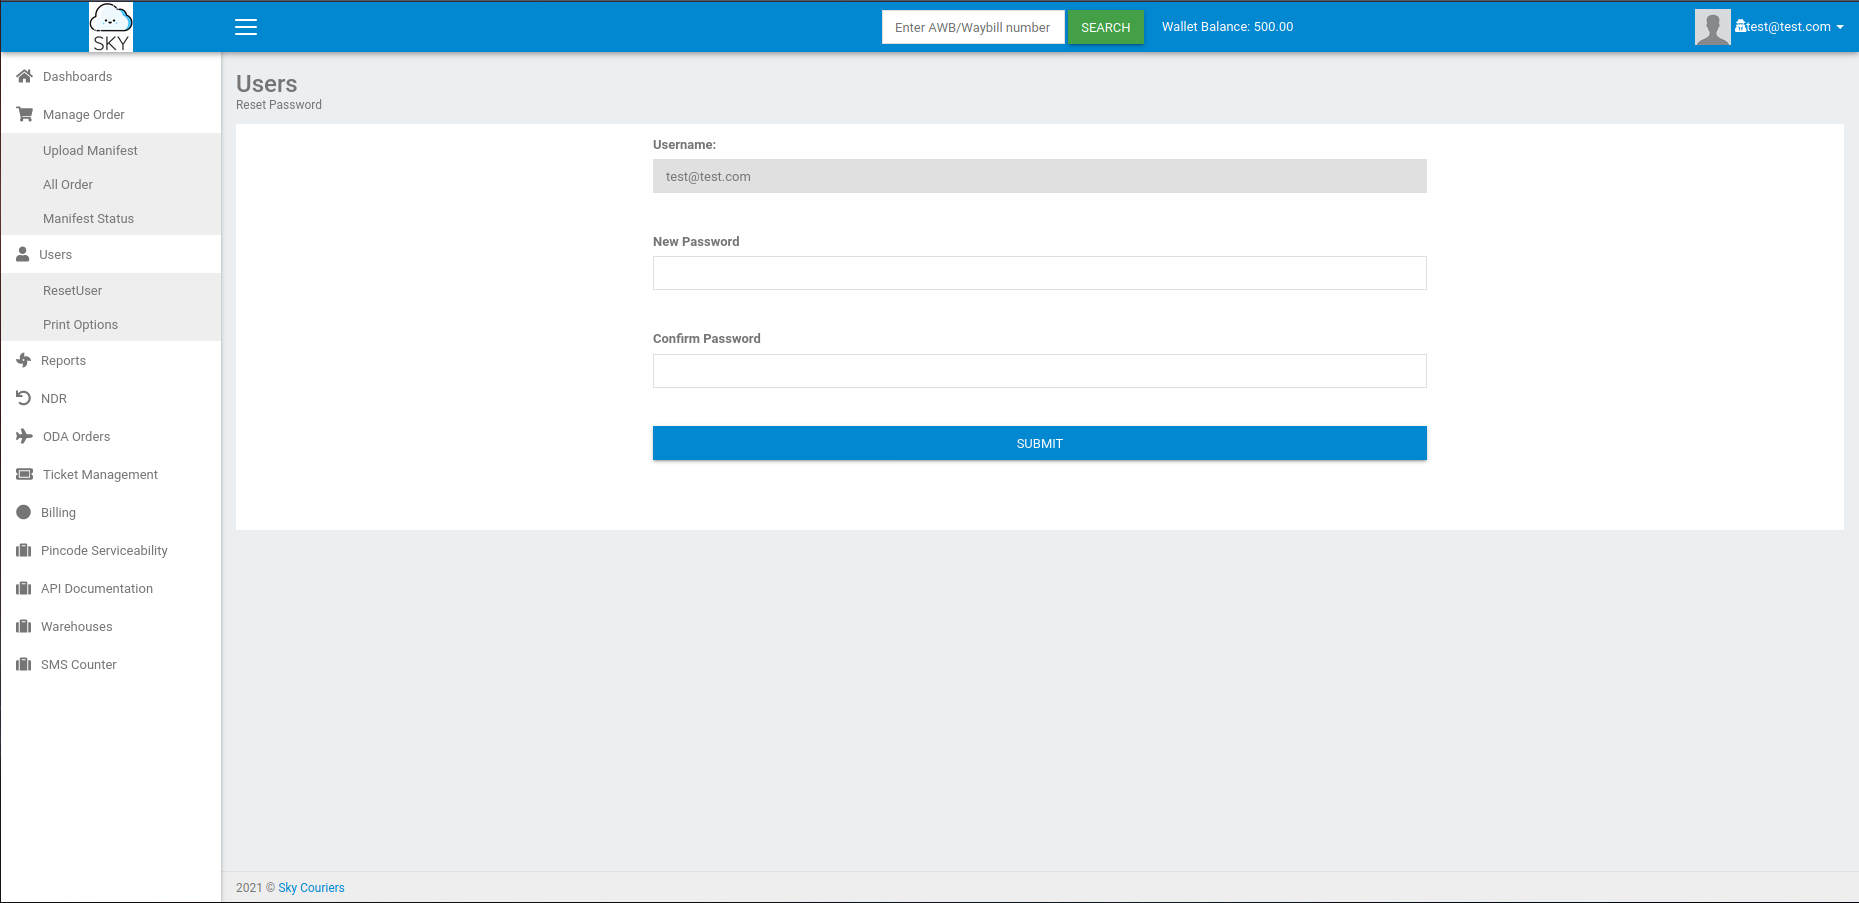 SKY
Enter AWB/Waybill number
SEARCH
Wallet Balance: 500.00
test@test.com
Dashboards
Manage Order
Upload Manifest
All Order
Manifest Status
Users
ResetUser
Print Options
Reports
NDR
ODA Orders
Ticket Management
Billing
Pincode Serviceability
API Documentation
Warehouses
SMS Counter
Users
Reset Password
Username:
test@test.com
New Password
Confirm Password
SUBMIT
2021 © Sky Couriers